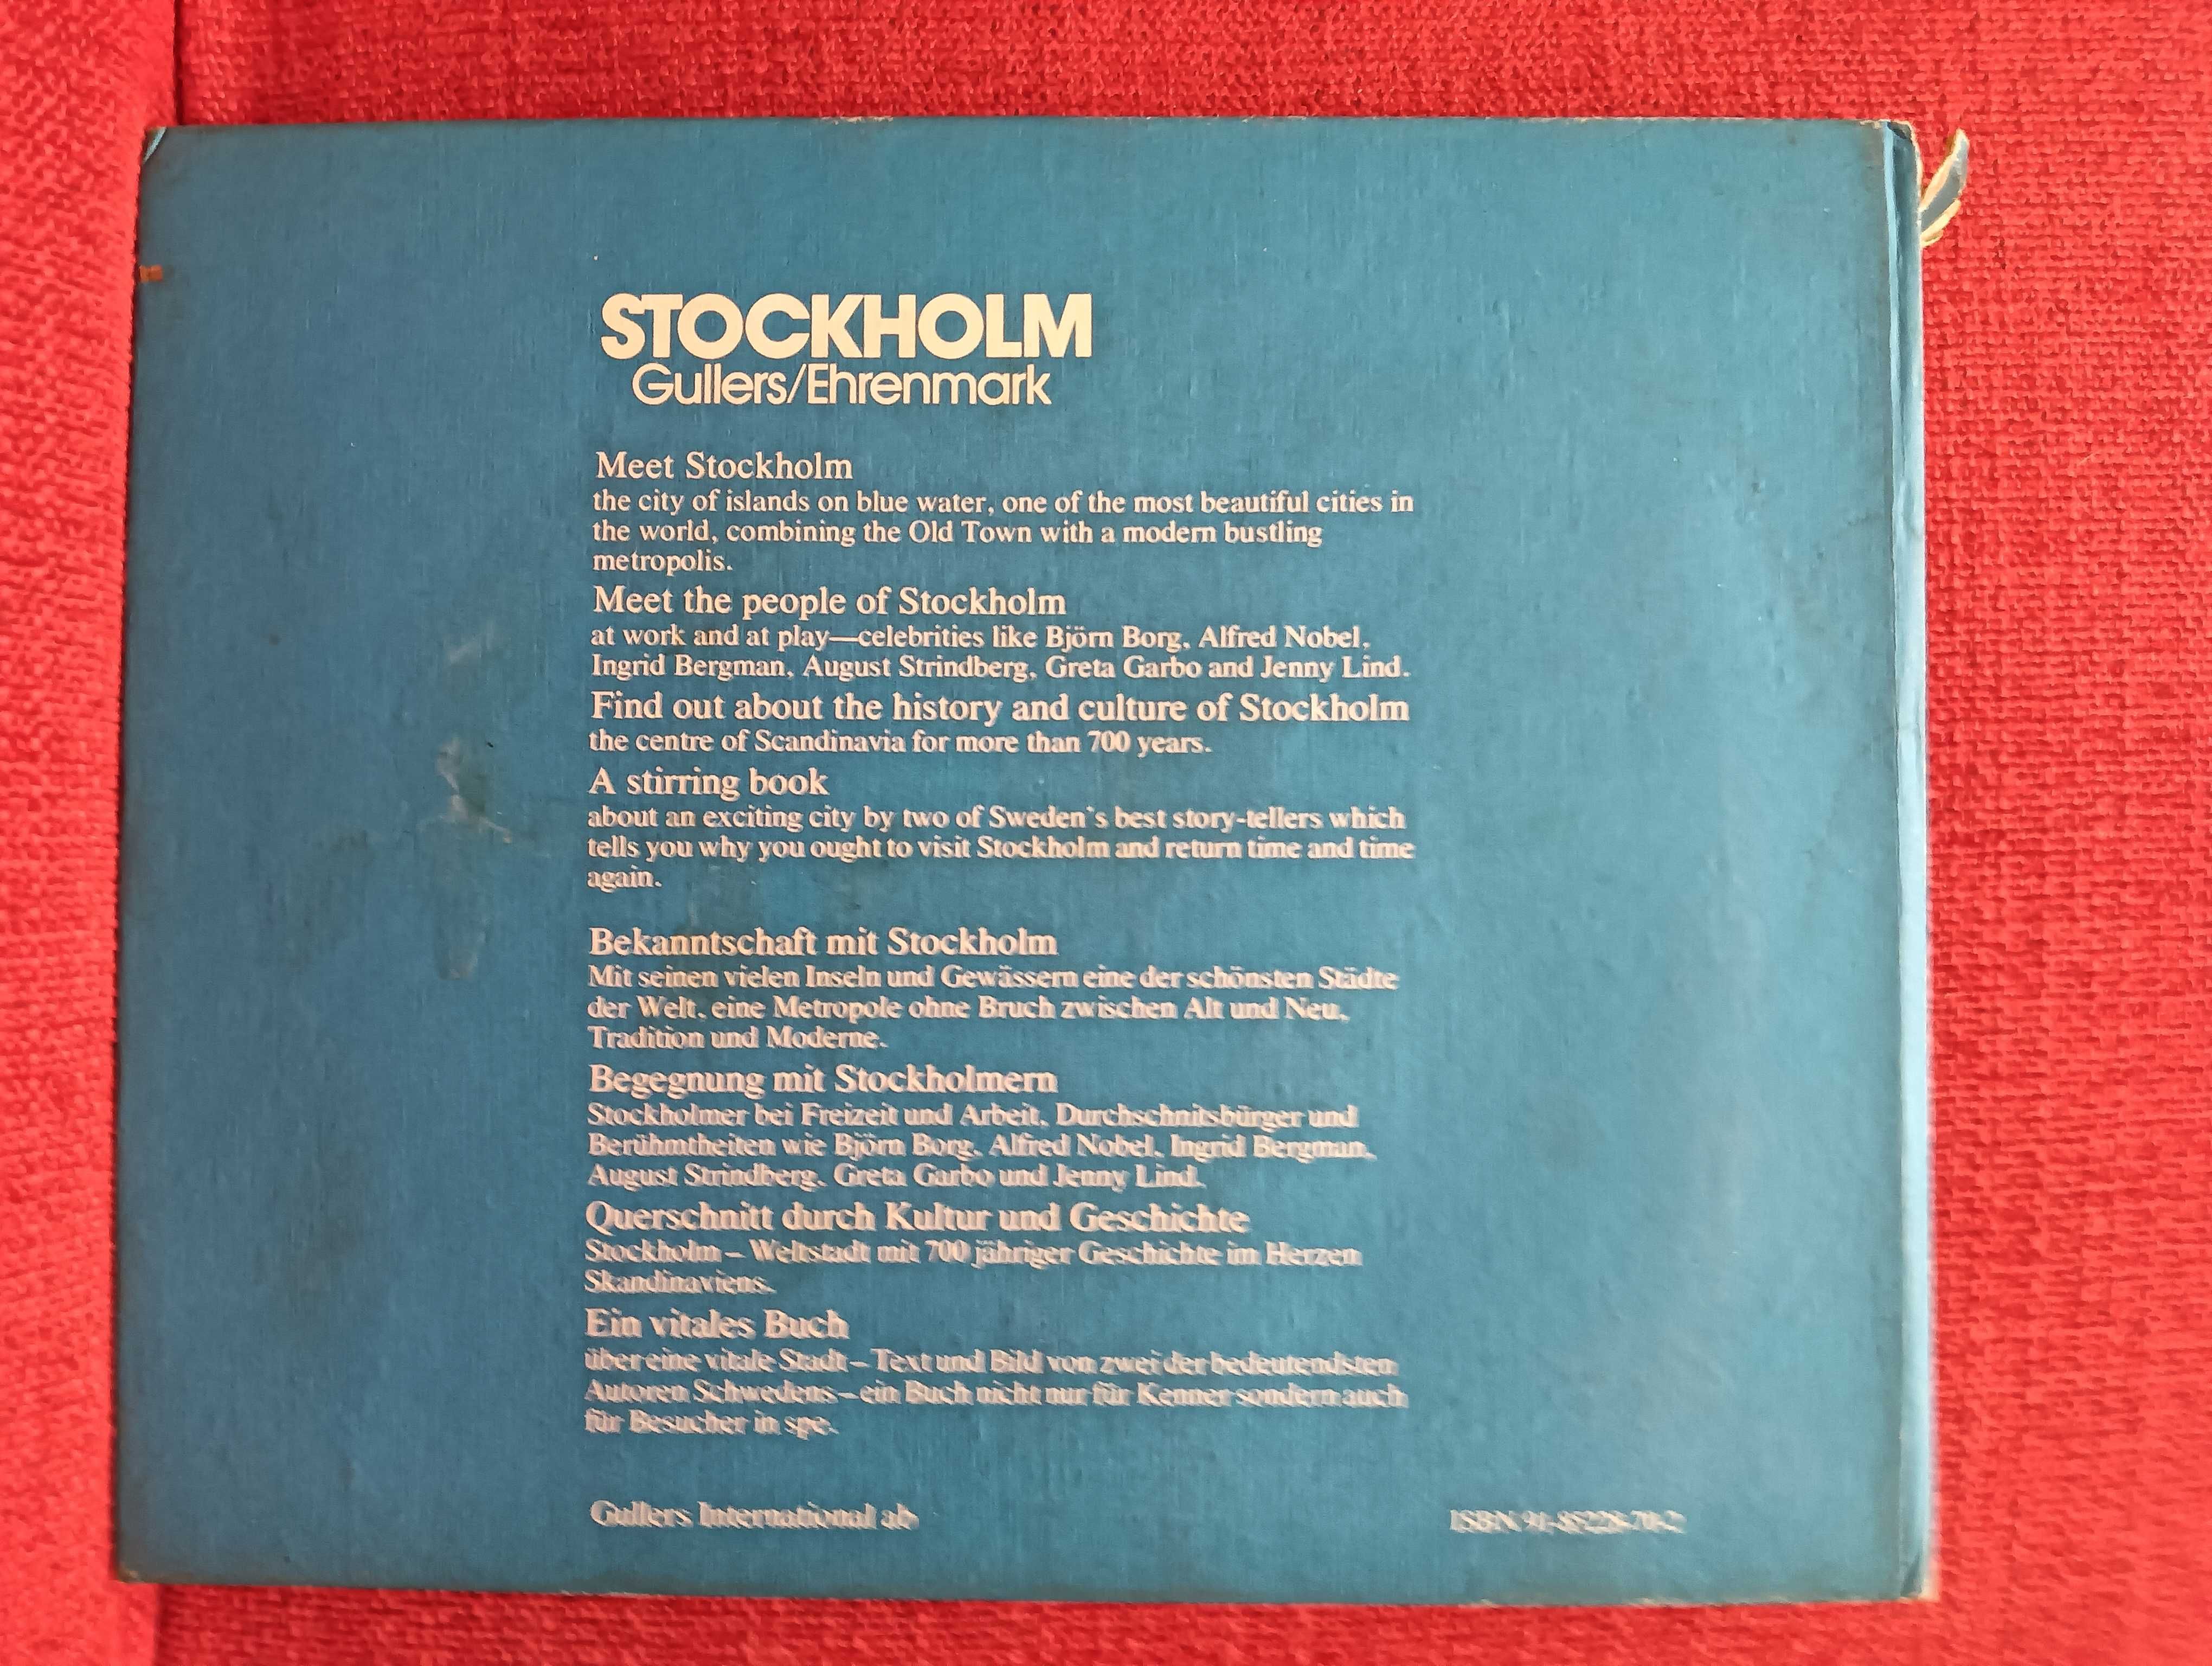 STOCKHOLM
Gullers/Ehrenmark
Meet Stockholm
the city of islands on blue water, one of the most beautiful cities in
the world, combining the Old Town with a modern bustling
metropolis.
Meet the people of Stockholm
at work and at play—celebrities like Björn Borg, Alfred Nobel,
Ingrid Bergman, August Strindberg, Greta Garbo and Jenny Lind.
Find out about the history and culture of Stockholm
the centre of Scandinavia for more than 700 years.
A stirring book
about an exciting city by two of Sweden's best story-tellers which
tells you why you ought to visit Stockholm and return time and time
again.
Bekanntschaft mit Stockholm
Mit seinen vielen Inseln und Gewässern eine der schönsten Städte
der Welt, eine Metropole ohne Bruch zwischen Alt und Neu,
Tradition und Moderne.
Begegnung mit Stockholmern
Stockholmer bei Freizeit und Arbeit, Durchschnitsbürger und
Berühmtheiten wie Björn Borg, Alfred Nobel, Ingrid Bergman,
August Strindberg, Greta Garbo und Jenny Lind.
Querschnitt durch Kultur und Geschichte
Stockholm – Weltstadt mit 700 jähriger Geschichte im Herzen
Skandinaviens.
Ein vitales Buch
über eine vitale Stadt – Text und Bild von zwei der bedeutendsten
Autoren Schwedens – ein Buch nicht nur für Kenner sondern auch
für Besucher in spe.
Gullers International ab
ISBN 91-85228-70-2